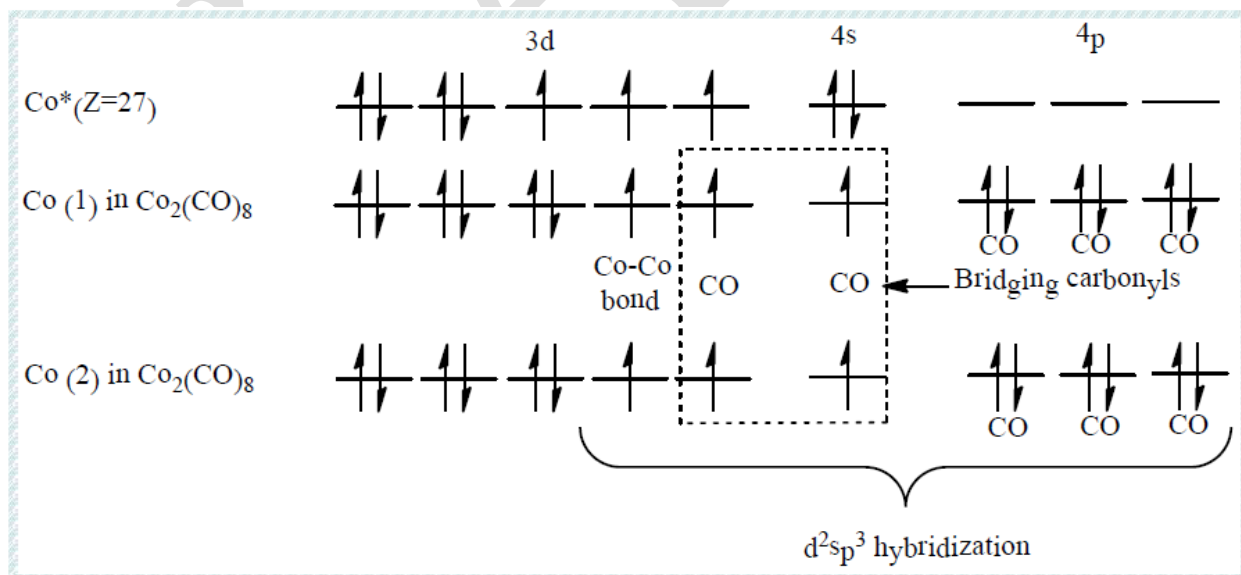 3d 4s 4p
Co*(Z=27)
Co (1) in Co2(CO)8
CO CO CO
Co-Co bond CO CO Bridging carbonyls
Co (2) in Co2(CO)8
CO CO CO
d²sp³ hybridization